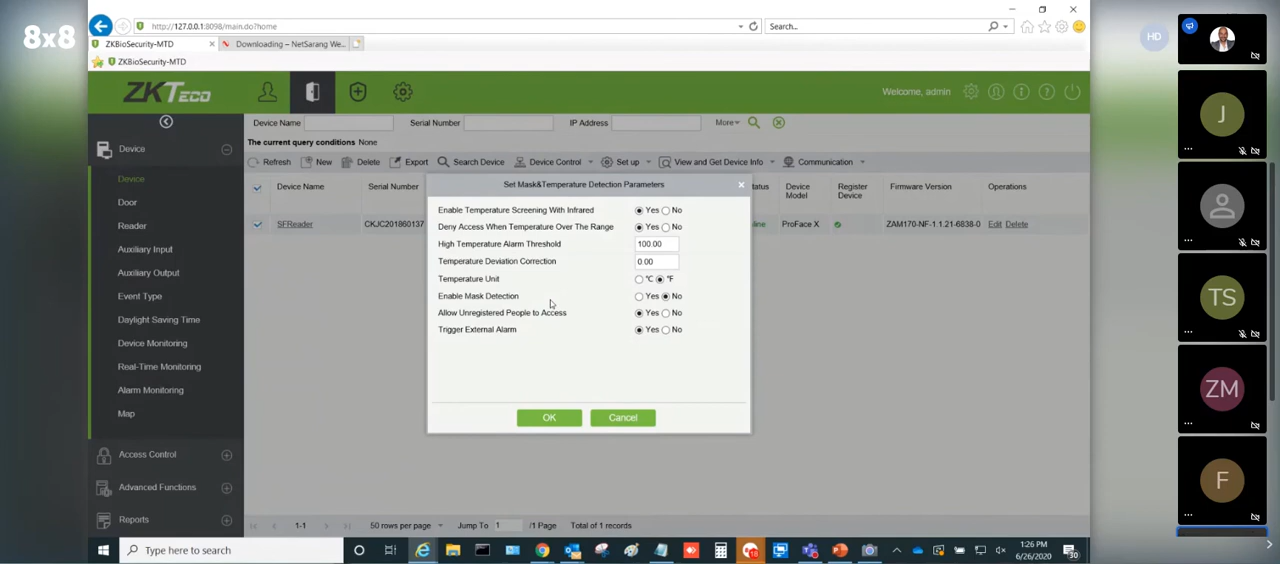 8x8
http://127.0.0.1:8098/main.do?home
Search...
ZKBioSecurity-MTD
Downloading – NetSarang We...
ZKBioSecurity-MTD
ZKTeco
Welcome, admin
Device Name
Serial Number
IP Address
More
The current query conditions None
Refresh New Delete Export Search Device Device Control Set up View and Get Device Info Communication
Device Name Serial Number
Device Model
Register Device
Firmware Version
Operations
SFReader CKJC201860137
ProFace X
ZAM170-NF-1.1.21-6838-0
Edit Delete
Device
Device
Door
Reader
Auxiliary Input
Auxiliary Output
Event Type
Daylight Saving Time
Device Monitoring
Real-Time Monitoring
Alarm Monitoring
Map
Access Control
Advanced Functions
Reports
Set Mask&Temperature Detection Parameters
Enable Temperature Screening With Infrared Yes No
Deny Access When Temperature Over The Range Yes No
High Temperature Alarm Threshold 100.00
Temperature Deviation Correction 0.00
Temperature Unit °C °F
Enable Mask Detection Yes No
Allow Unregistered People to Access Yes No
Trigger External Alarm Yes No
OK Cancel
1-1
50 rows per page
Jump To 1 /1 Page
Total of 1 records
Type here to search
1:26 PM
6/26/2020
30
HD
J
TS
ZM
F